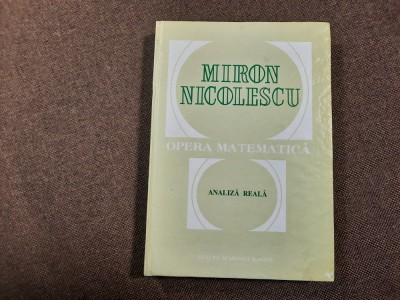 MIRON
NICOLESCU
OPERA MATEMATICĂ
ANALIZĂ REALĂ